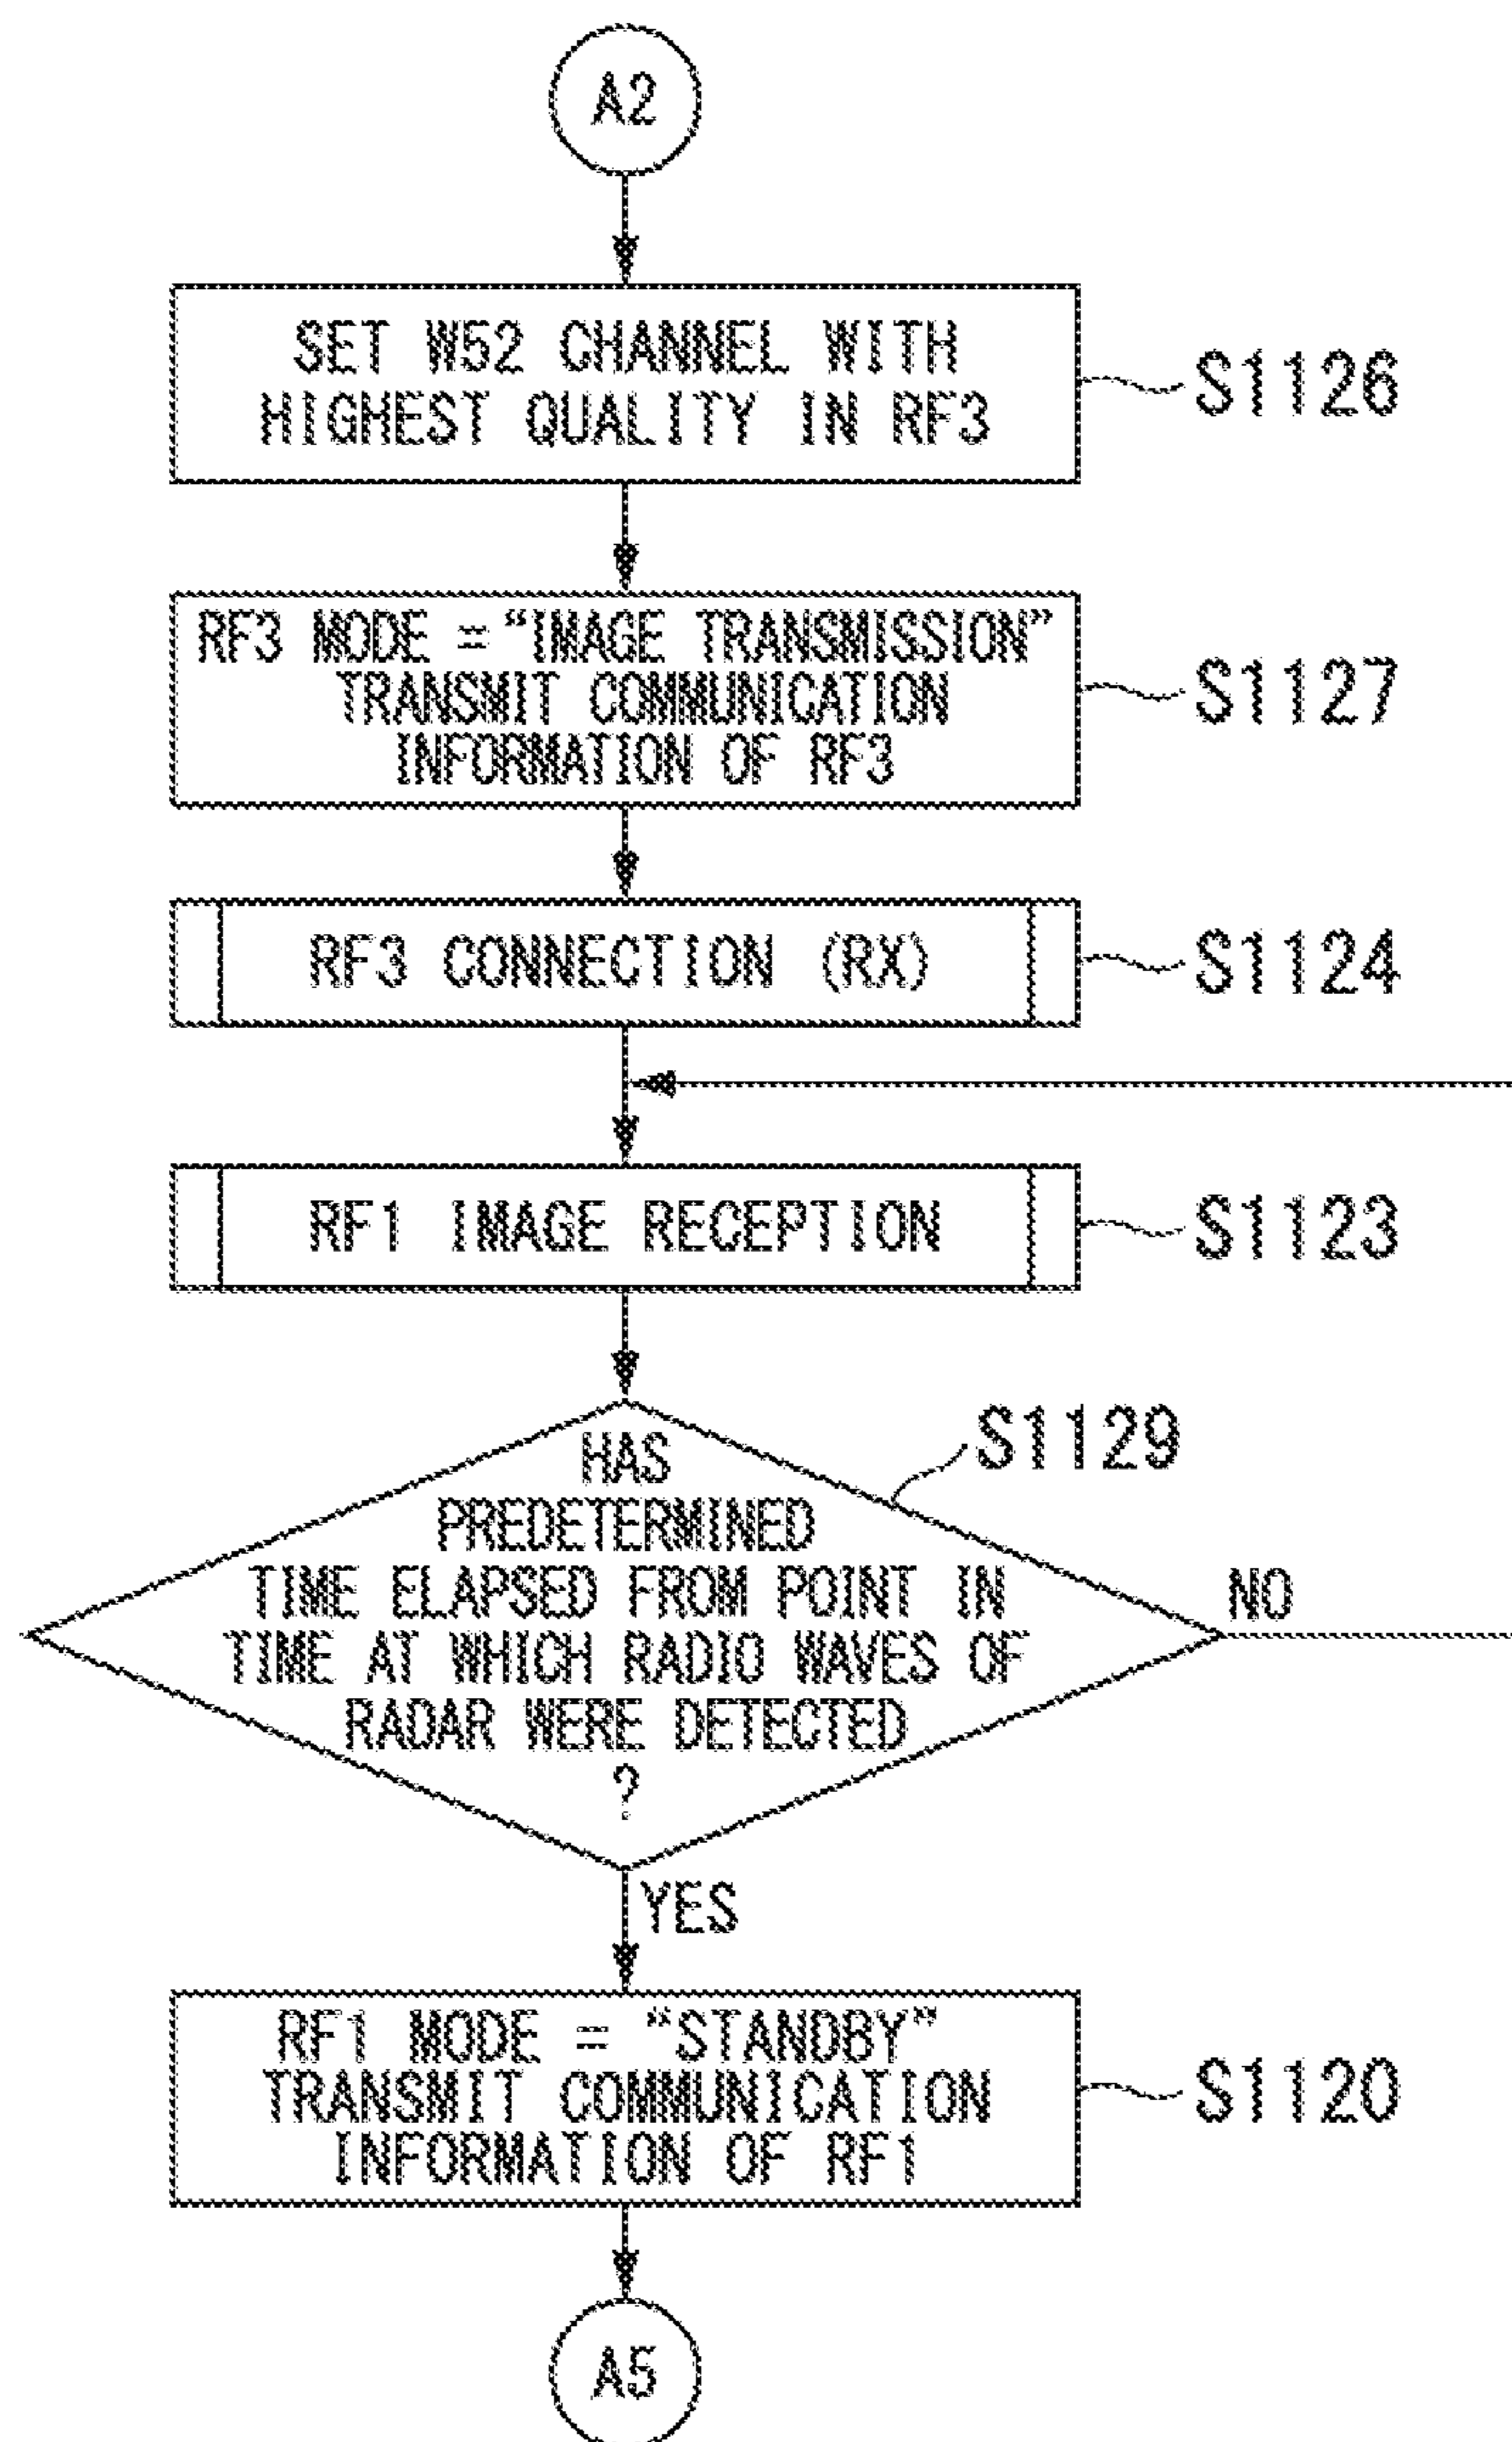 A2
SET W52 CHANNEL WITH
HIGHEST QUALITY IN RF3
S1126
RF3 MODE = “IMAGE TRANSMISSION”
TRANSMIT COMMUNICATION
INFORMATION OF RF3
S1127
RF3 CONNECTION (RX)
S1124
RF1 IMAGE RECEPTION
S1123
S1129
HAS
PREDETERMINED
TIME ELAPSED FROM POINT IN
TIME AT WHICH RADIO WAVES OF
RADAR WERE DETECTED
?
NO
YES
RF1 MODE = “STANDBY”
TRANSMIT COMMUNICATION
INFORMATION OF RF1
S1120
A5